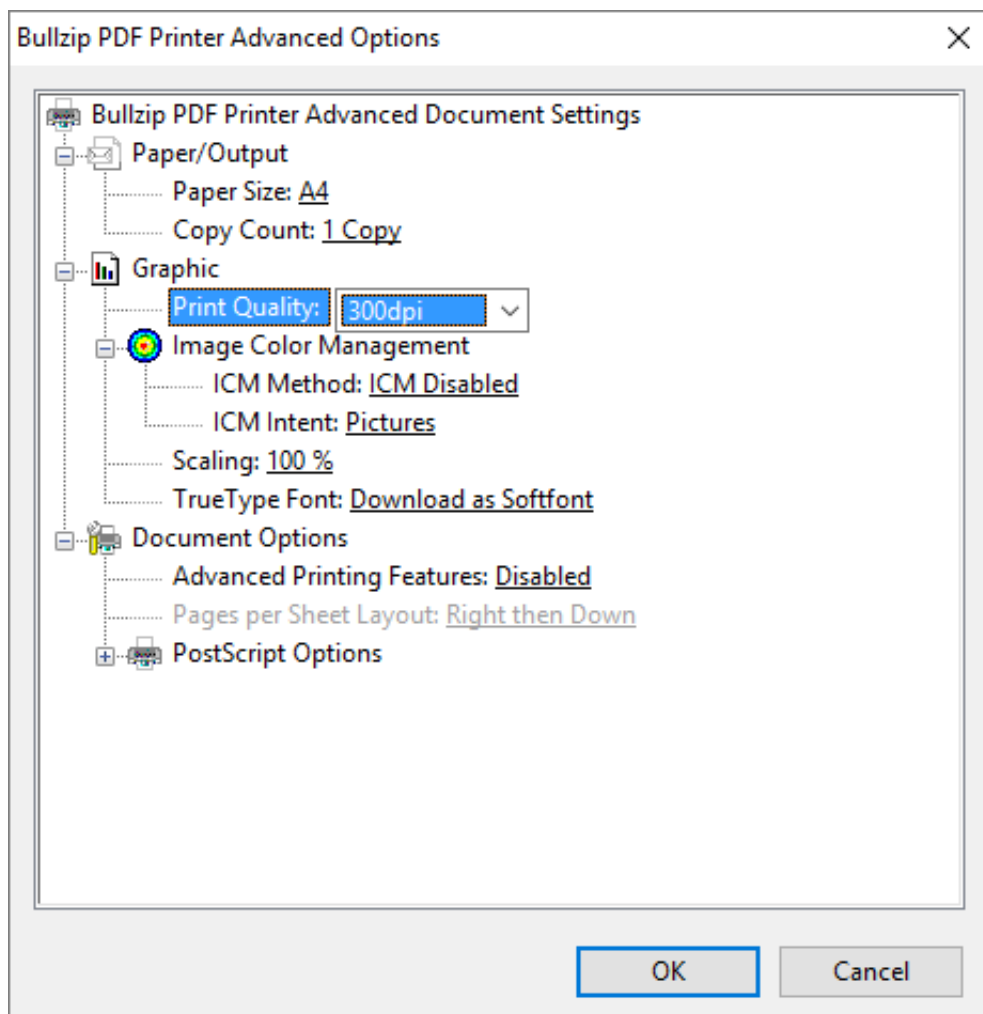 Bullzip PDF Printer Advanced Options
Bullzip PDF Printer Advanced Document Settings
Paper/Output
Paper Size: A4
Copy Count: 1 Copy
Graphic
Print Quality: 300dpi
Image Color Management
ICM Method: ICM Disabled
ICM Intent: Pictures
Scaling: 100 %
TrueType Font: Download as Softfont
Document Options
Advanced Printing Features: Disabled
Pages per Sheet Layout: Right then Down
PostScript Options
OK Cancel